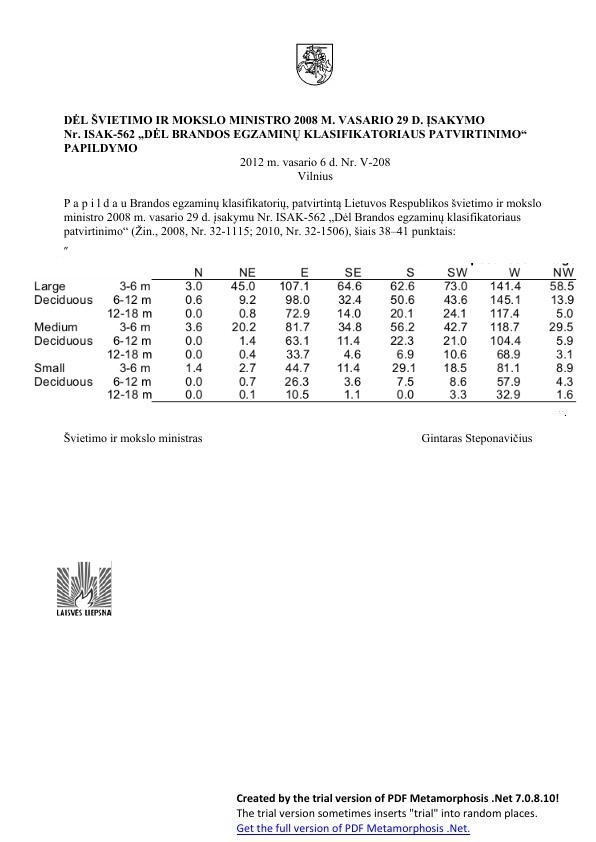 DĖL ŠVIETIMO IR MOKSLO MINISTRO 2008 M. VASARIO 29 D. ĮSAKYMO
Nr. ISAK-562 „DĖL BRANDOS EGZAMINŲ KLASIFIKATORIAUS PATVIRTINIMO“
PAPILDYMO
2012 m. vasario 6 d. Nr. V-208
Vilnius
P a p i l d a u Brandos egzaminų klasifikatorių, patvirtintą Lietuvos Respublikos švietimo ir mokslo
ministro 2008 m. vasario 29 d. įsakymu Nr. ISAK-562 „Dėl Brandos egzaminų klasifikatoriaus
patvirtinimo“ (Žin., 2008, Nr. 32-1115; 2010, Nr. 32-1506), šiais 38–41 punktais:
„
N NE E SE S SW W NW
Large 3-6 m 3.0 45.0 107.1 64.6 62.6 73.0 141.4 58.5
Deciduous 6-12 m 0.6 9.2 98.0 32.4 50.6 43.6 145.1 13.9
12-18 m 0.0 0.8 72.9 14.0 20.1 24.1 117.4 5.0
Medium 3-6 m 3.6 20.2 81.7 34.8 56.2 42.7 118.7 29.5
Deciduous 6-12 m 0.0 1.4 63.1 11.4 22.3 21.0 104.4 5.9
12-18 m 0.0 0.4 33.7 4.6 6.9 10.6 68.9 3.1
Small 3-6 m 1.4 2.7 44.7 11.4 29.1 18.5 81.1 8.9
Deciduous 6-12 m 0.0 0.7 26.3 3.6 7.5 8.6 57.9 4.3
12-18 m 0.0 0.1 10.5 1.1 0.0 3.3 32.9 1.6
Švietimo ir mokslo ministras Gintaras Steponavičius
LAISVĖS LIEPSNA
Created by the trial version of PDF Metamorphosis .Net 7.0.8.10!
The trial version sometimes inserts "trial" into random places.
Get the full version of PDF Metamorphosis .Net.